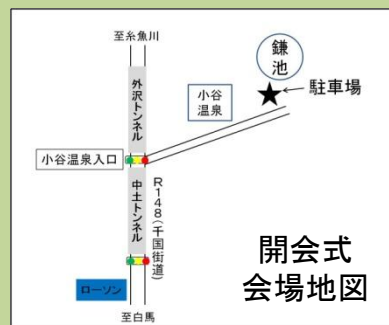 至糸魚川
鎌池
駐車場
外沢トンネル
小谷温泉
小谷温泉入口
中土トンネル
R148(千国街道)
ローソン
至白馬
開会式
会場地図